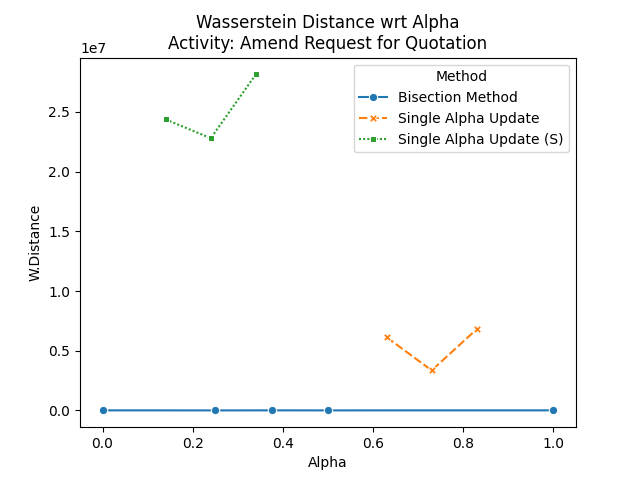 Wasserstein Distance wrt Alpha
Activity: Amend Request for Quotation
1e7
Method
Bisection Method
Single Alpha Update
Single Alpha Update (S)
W.Distance
2.5
2.0
1.5
1.0
0.5
0.0
0.0 0.2 0.4 0.6 0.8 1.0
Alpha